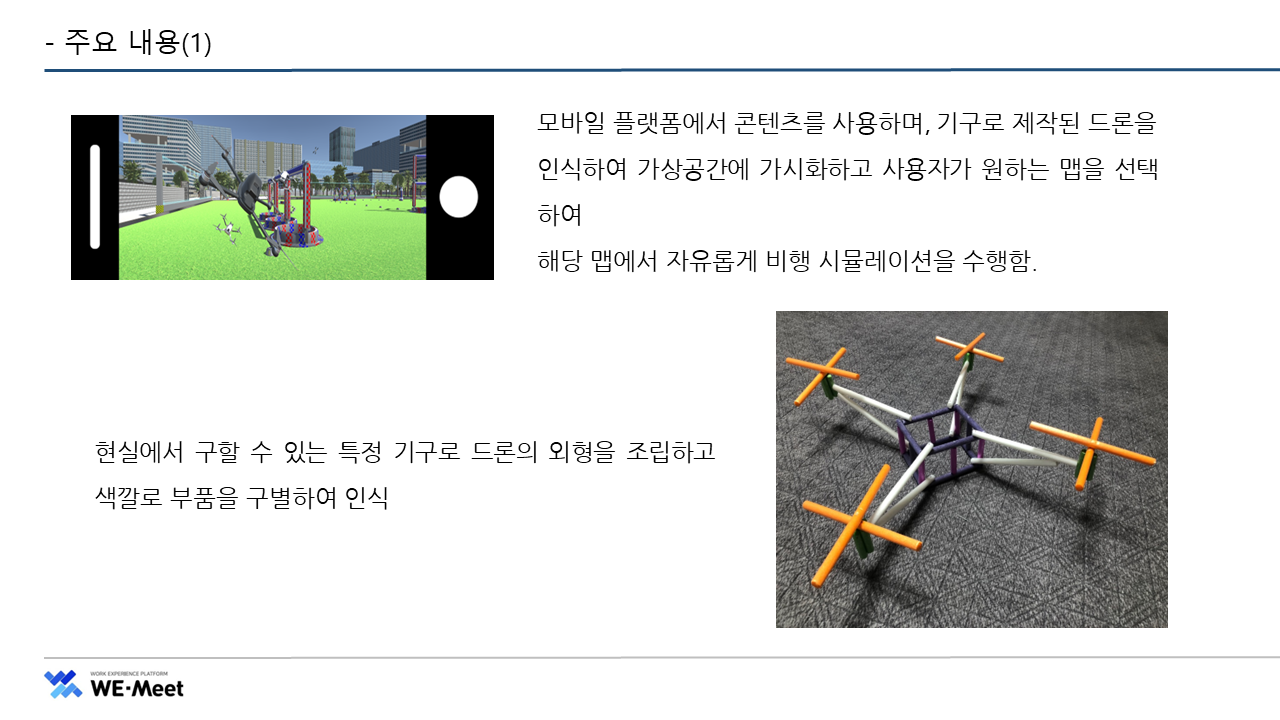 - 주요 내용(1)
모바일 플랫폼에서 콘텐츠를 사용하며, 기구로 제작된 드론을
인식하여 가상공간에 가시화하고 사용자가 원하는 맵을 선택
하여
해당 맵에서 자유롭게 비행 시뮬레이션을 수행함.
현실에서 구할 수 있는 특정 기구로 드론의 외형을 조립하고
색깔로 부품을 구별하여 인식
WORK EXPERIENCE PLATFORM
WE-Meet